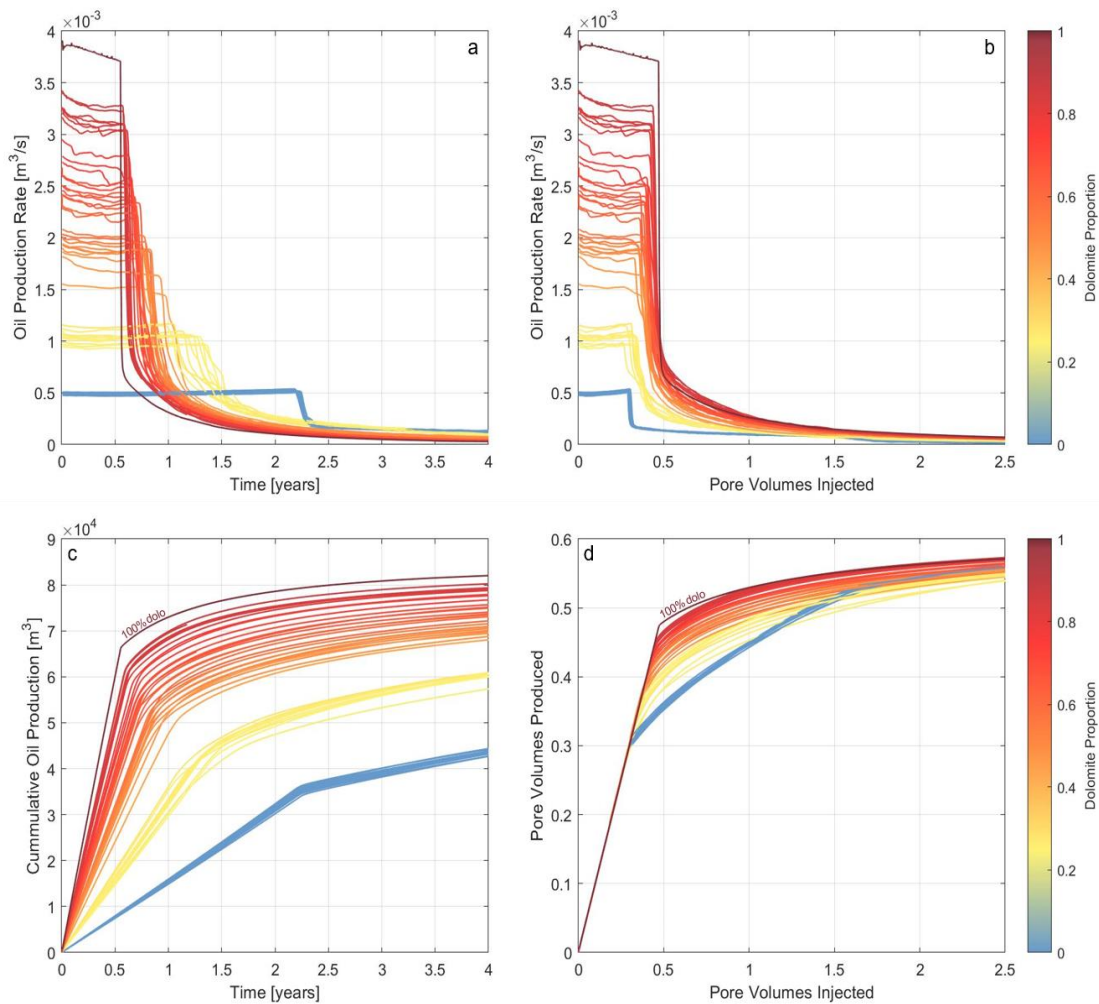 ×10⁻³
4
3.5
3
2.5
2
1.5
1
0.5
0
Oil Production Rate [m³/s]
a
0 0.5 1 1.5 2 2.5 3 3.5 4
Time [years]
×10⁻³
4
3.5
3
2.5
2
1.5
1
0.5
0
Oil Production Rate [m³/s]
b
0 0.5 1 1.5 2 2.5
Pore Volumes Injected
1
0.8
0.6
0.4
0.2
0
Dolomite Proportion
×10⁴
9
8
7
6
5
4
3
2
1
0
Cummulative Oil Production [m³]
c
100% dolo
0 0.5 1 1.5 2 2.5 3 3.5 4
Time [years]
0.6
0.5
0.4
0.3
0.2
0.1
0
Pore Volumes Produced
d
100% dolo
0 0.5 1 1.5 2 2.5
Pore Volumes Injected
1
0.8
0.6
0.4
0.2
0
Dolomite Proportion